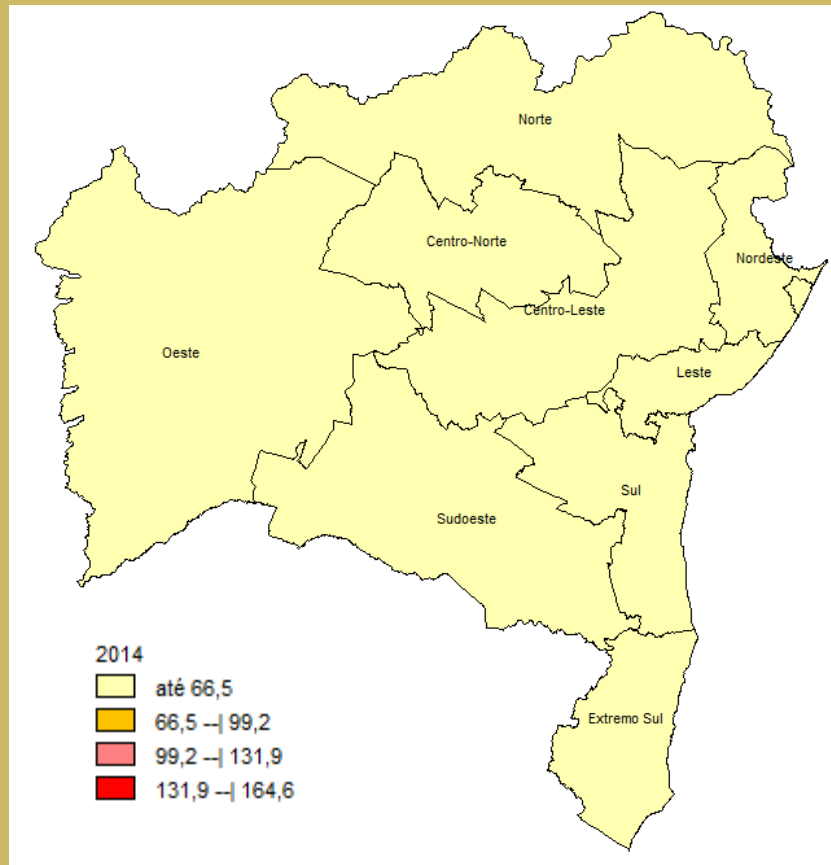 Norte
Centro-Norte
Nordeste
Centro-Leste
Oeste
Leste
Sul
Sudoeste
2014
até 66,5
66,5 --| 99,2
99,2 --| 131,9
131,9 --| 164,6
Extremo Sul